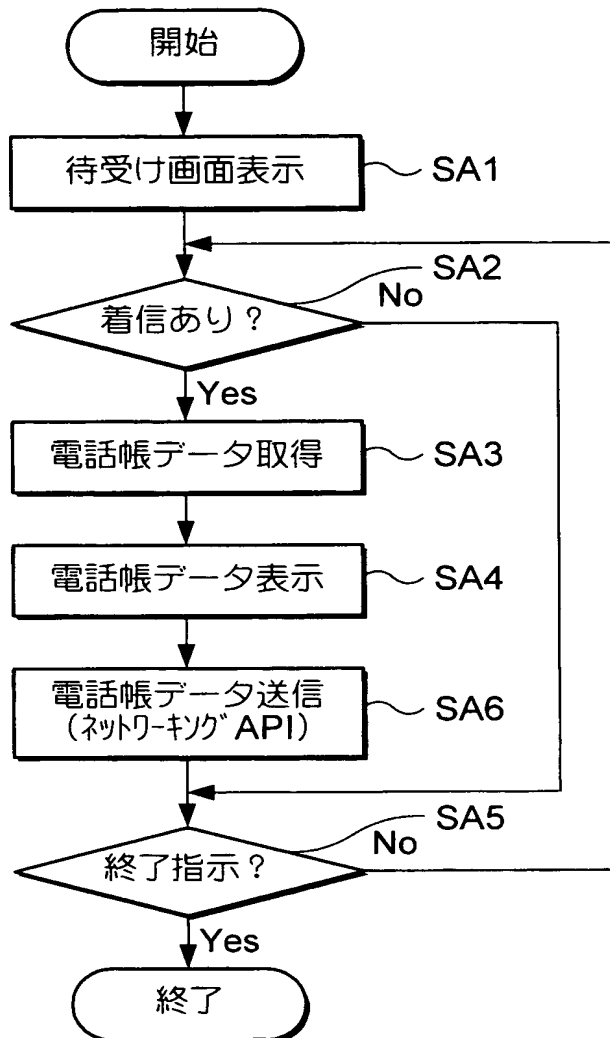 開始
待受け画面表示
SA1
SA2
着信あり？
No
Yes
電話帳データ取得
SA3
電話帳データ表示
SA4
電話帳データ送信
(ﾈｯﾄﾜｰｷﾝｸﾞ API)
SA6
SA5
終了指示？
No
Yes
終了